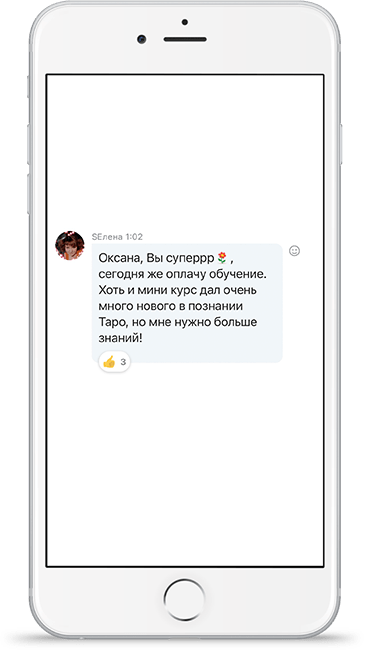 SЕлена 1:02
Оксана, Вы суперрр🌹,
сегодня же оплачу обучение.
Хоть и мини курс дал очень
много нового в познании
Таро, но мне нужно больше
знаний!
👍 3